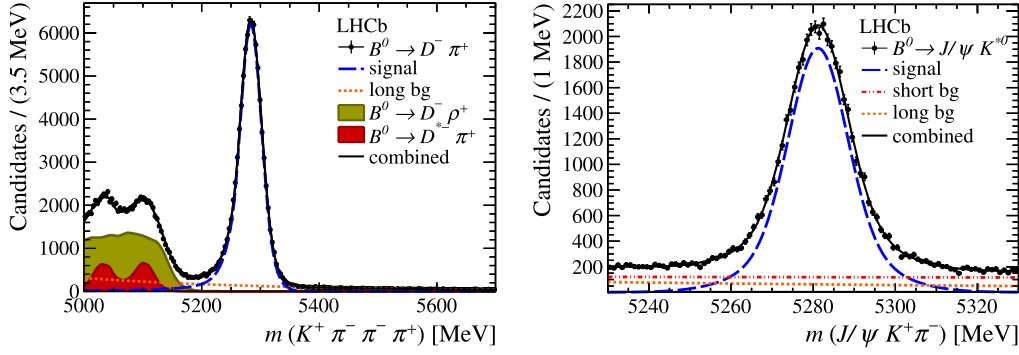 Candidates / (3.5 MeV)
6000
5000
4000
3000
2000
1000
0
LHCb
B⁰ → D⁻ π⁺
signal
long bg
B⁰ → D⁻ ρ⁺
B⁰ → D*⁻ π⁺
combined
5000 5200 5400 5600
m (K⁺ π⁻ π⁻ π⁺) [MeV]
Candidates / (1 MeV)
2200
2000
1800
1600
1400
1200
1000
800
600
400
200
LHCb
B⁰ → J/ψ K*⁰
signal
short bg
long bg
combined
5240 5260 5280 5300 5320
m (J/ψ K⁺π⁻) [MeV]